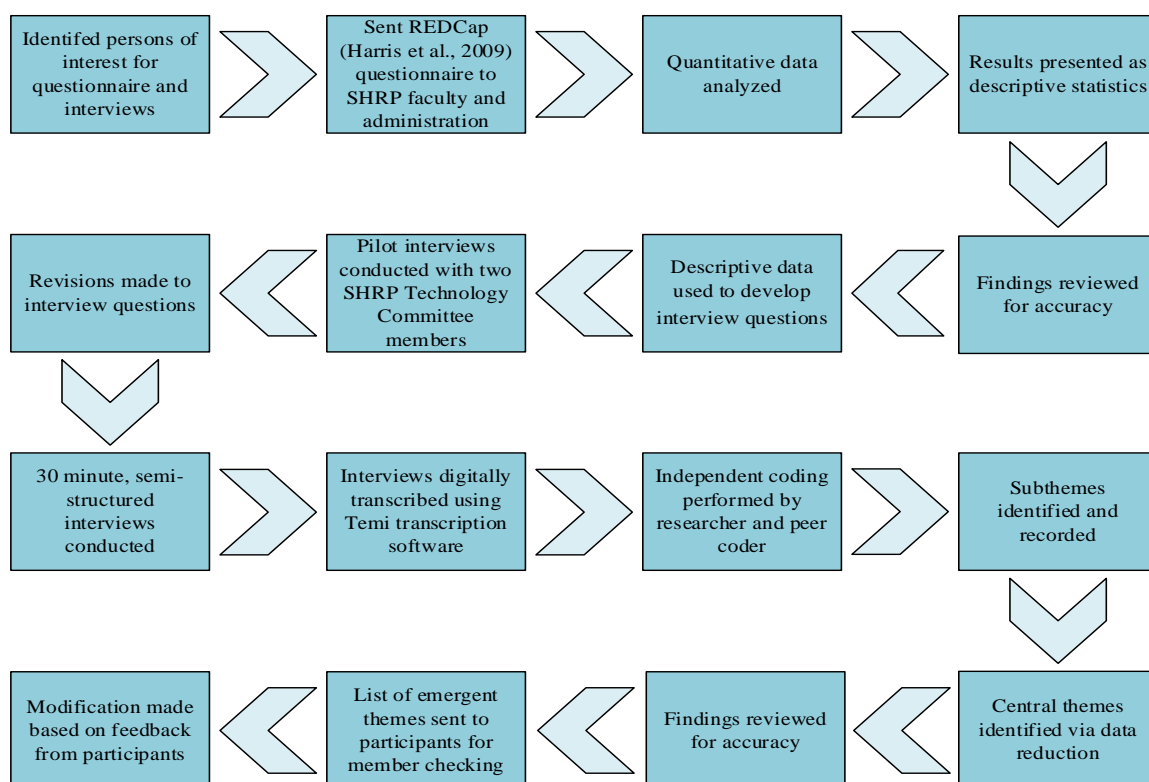 Identifed persons of
interest for
questionnaire and
interviews
Sent REDCap
(Harris et al., 2009)
questionnaire to
SHRP faculty and
administration
Quantitative data
analyzed
Results presented as
descriptive statistics
Findings reviewed
for accuracy
Descriptive data
used to develop
interview questions
Pilot interviews
conducted with two
SHRP Technology
Committee
members
Revisions made to
interview questions
30 minute, semi-
structured
interviews
conducted
Interviews digitally
transcribed using
Temi transcription
software
Independent coding
performed by
researcher and peer
coder
Subthemes
identified and
recorded
Central themes
identified via data
reduction
Findings reviewed
for accuracy
List of emergent
themes sent to
participants for
member checking
Modification made
based on feedback
from participants